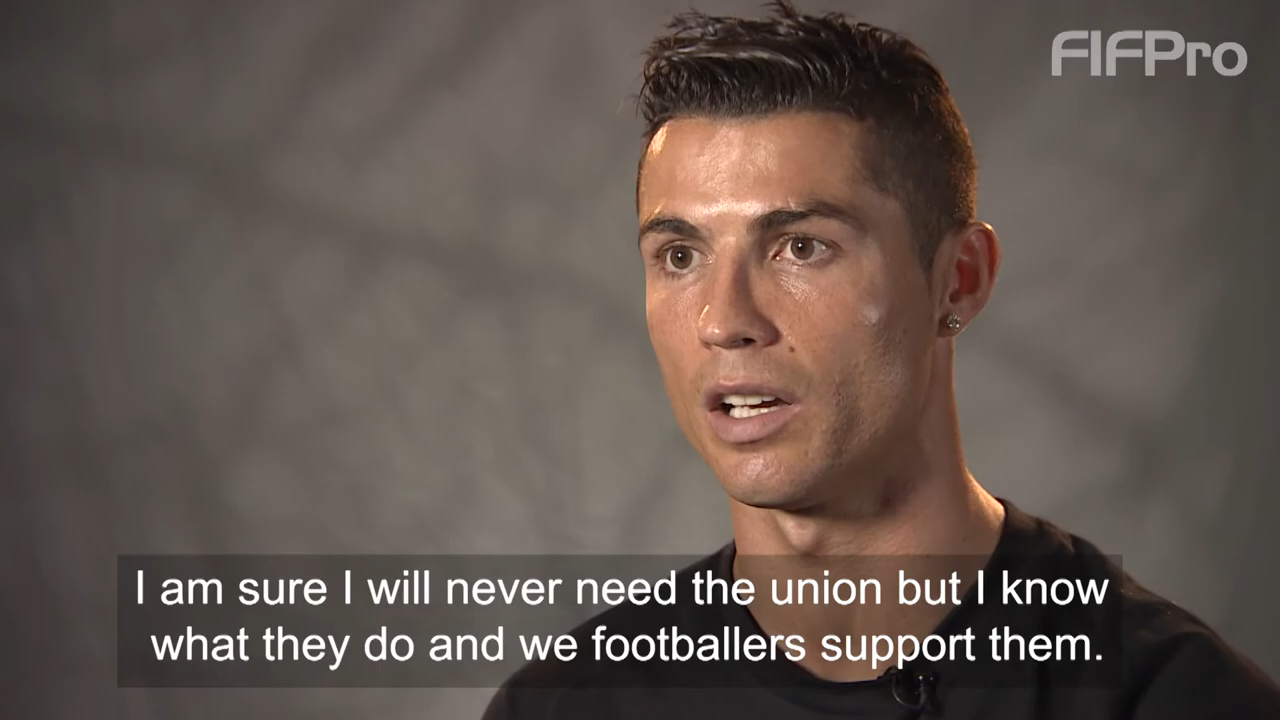 FIFPro
I am sure I will never need the union but I know
what they do and we footballers support them.